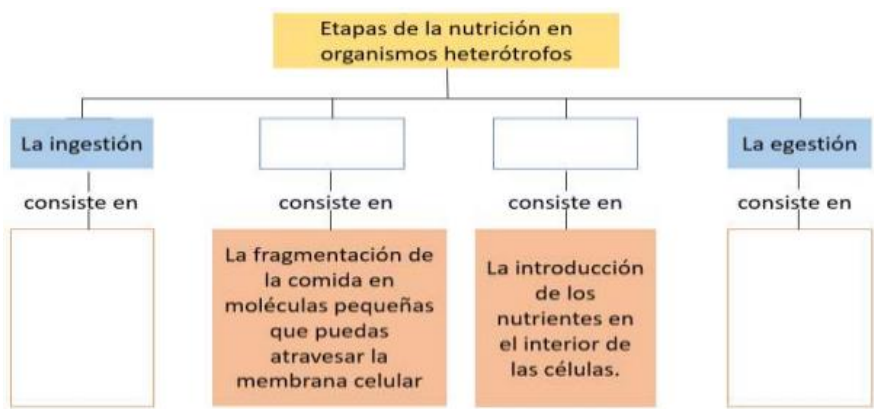 Etapas de la nutrición en
organismos heterótrofos
La ingestión
La egestión
consiste en
consiste en
consiste en
consiste en
La fragmentación de
la comida en
moléculas pequeñas
que puedas
atravesar la
membrana celular
La introducción
de los
nutrientes en
el interior de
las células.